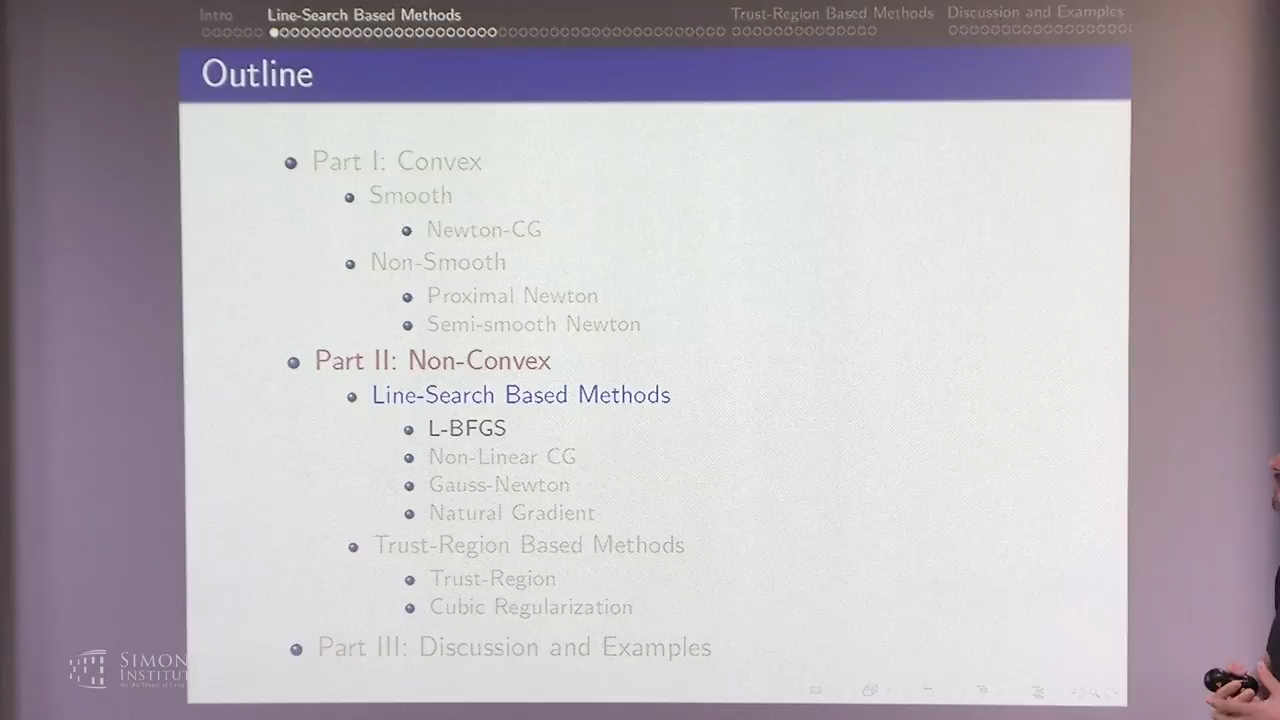 Intro Line-Search Based Methods Trust-Region Based Methods Discussion and Examples
Outline
Part I: Convex
Smooth
Newton-CG
Non-Smooth
Proximal Newton
Semi-smooth Newton
Part II: Non-Convex
Line-Search Based Methods
L-BFGS
Non-Linear CG
Gauss-Newton
Natural Gradient
Trust-Region Based Methods
Trust-Region
Cubic Regularization
Part III: Discussion and Examples
SIMON
INSTITU